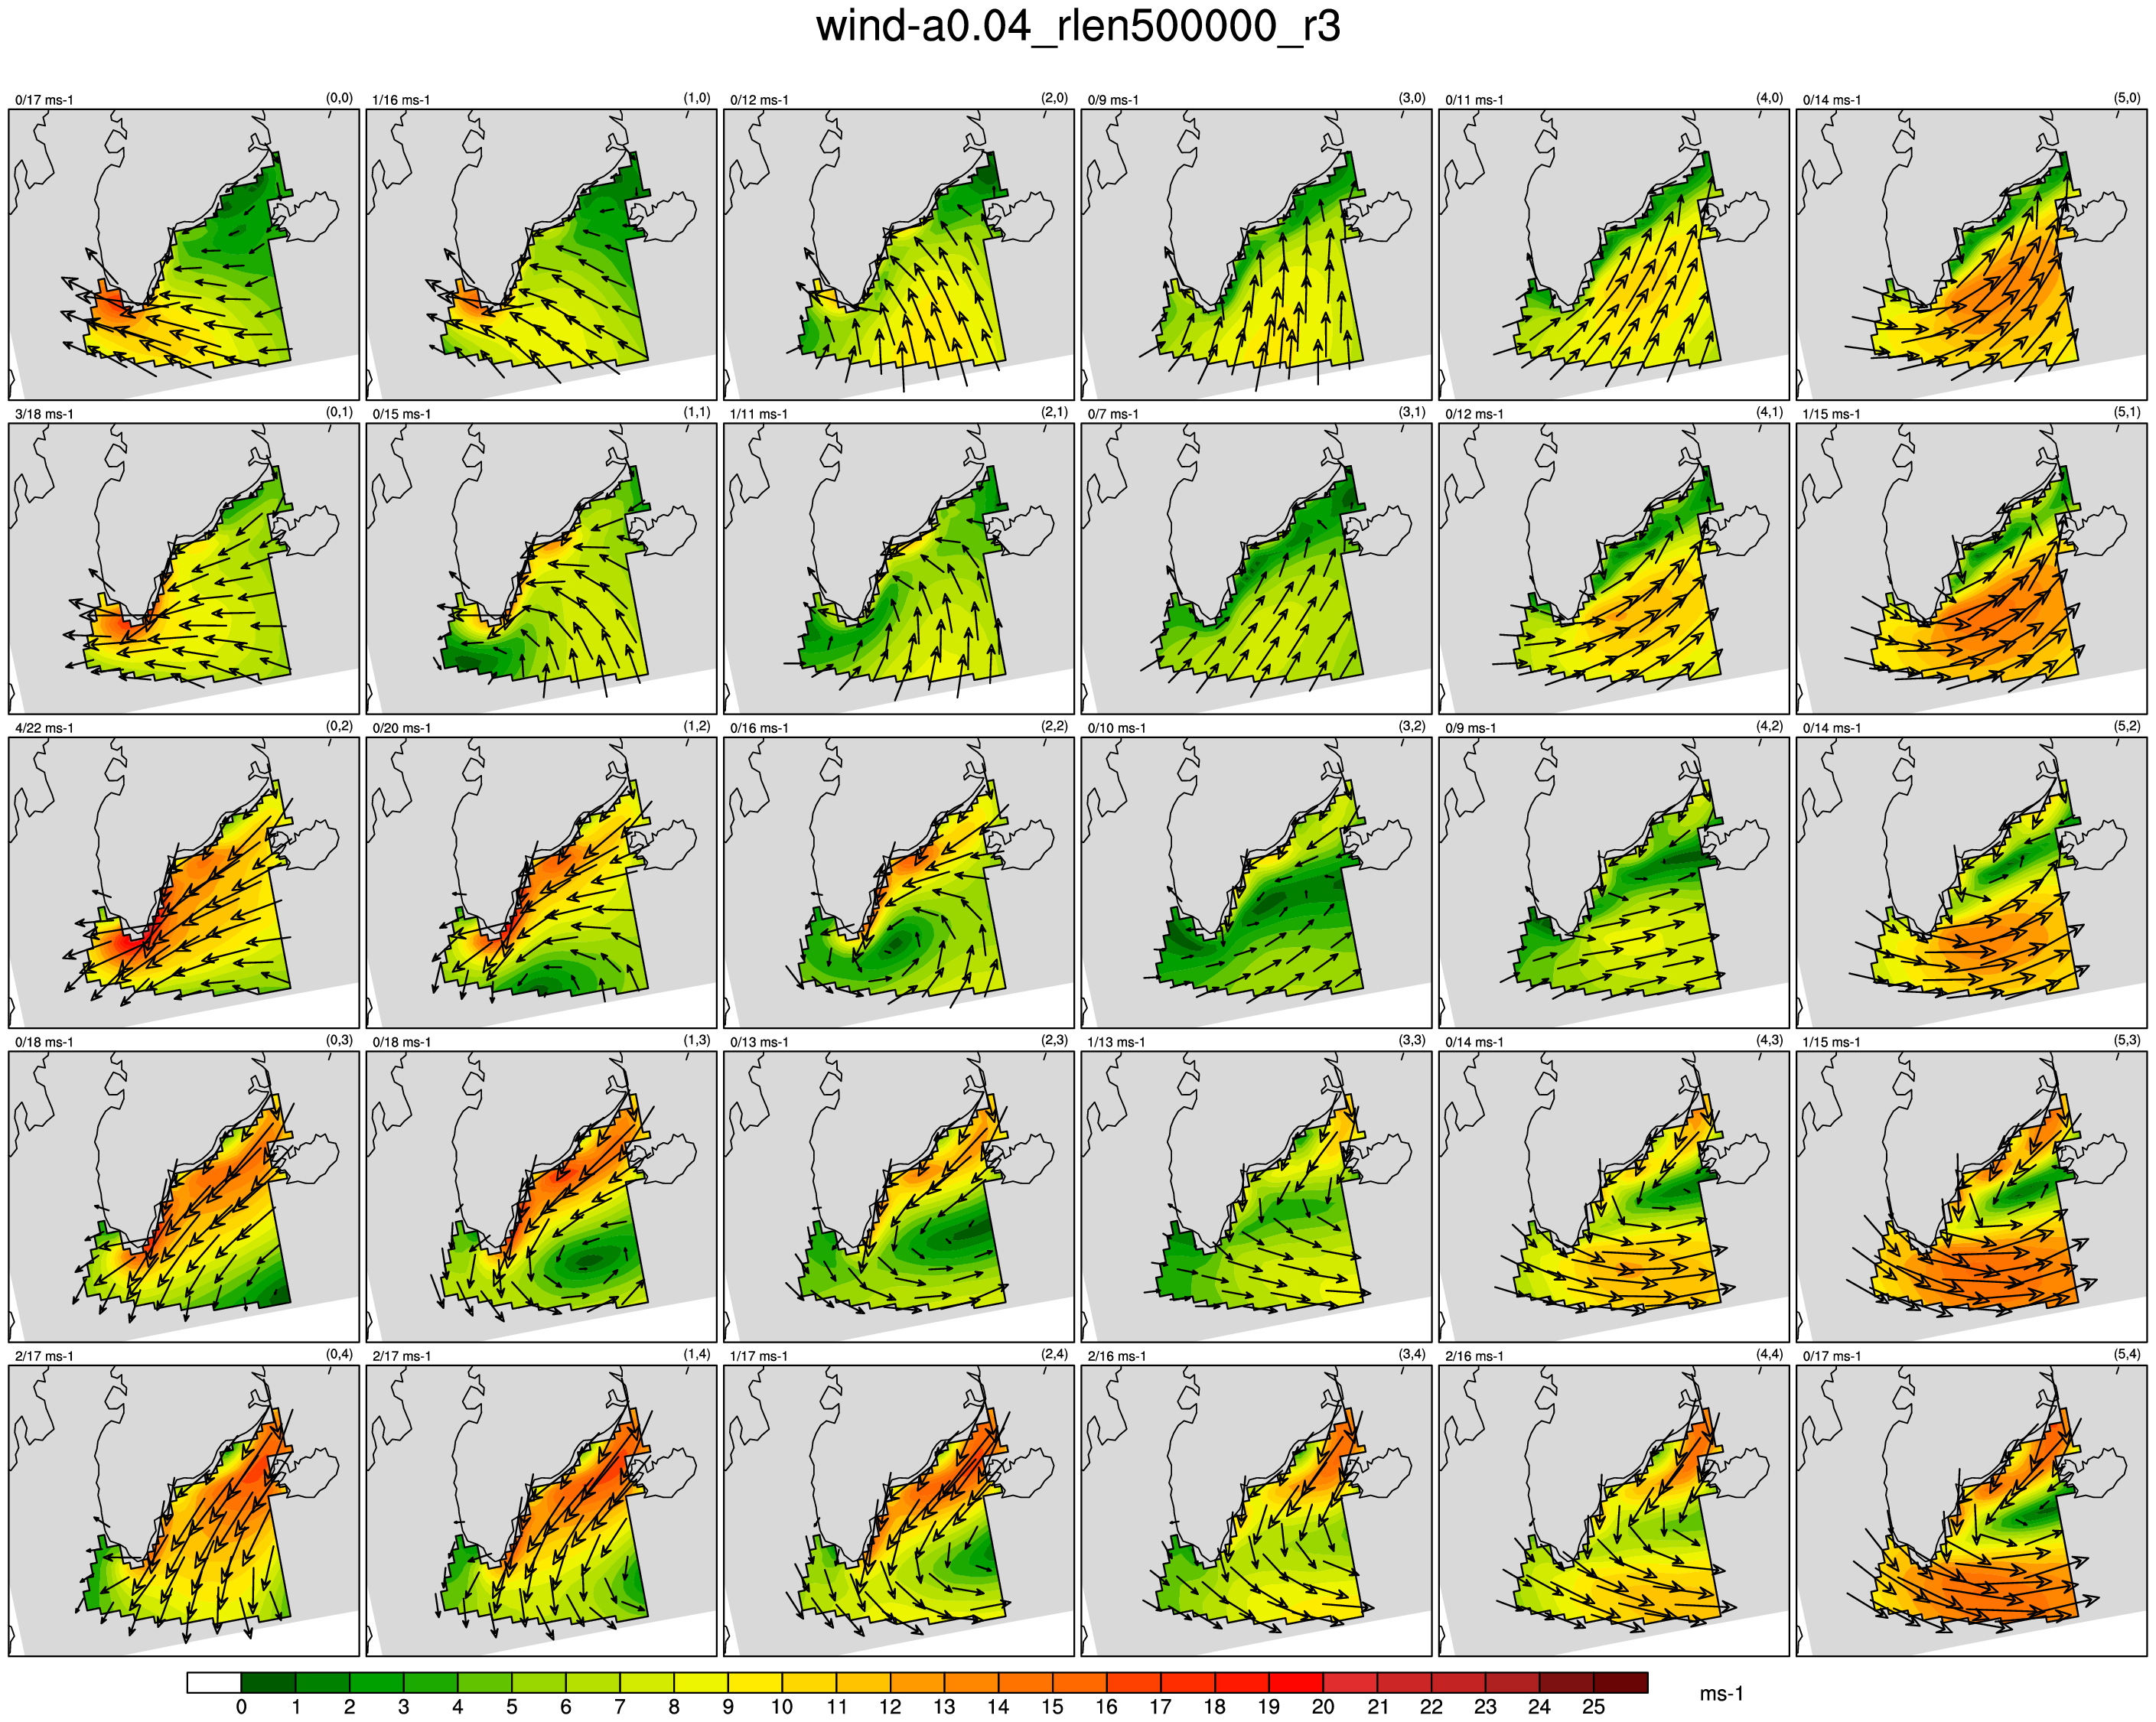 wind-a0.04_rlen500000_r3
0/17 ms-1 (0,0) 1/16 ms-1 (1,0) 0/12 ms-1 (2,0) 0/9 ms-1 (3,0) 0/11 ms-1 (4,0) 0/14 ms-1 (5,0)
3/18 ms-1 (0,1) 0/15 ms-1 (1,1) 1/11 ms-1 (2,1) 0/7 ms-1 (3,1) 0/12 ms-1 (4,1) 1/15 ms-1 (5,1)
4/22 ms-1 (0,2) 0/20 ms-1 (1,2) 0/16 ms-1 (2,2) 0/10 ms-1 (3,2) 0/9 ms-1 (4,2) 0/14 ms-1 (5,2)
0/18 ms-1 (0,3) 0/18 ms-1 (1,3) 0/13 ms-1 (2,3) 1/13 ms-1 (3,3) 0/14 ms-1 (4,3) 1/15 ms-1 (5,3)
2/17 ms-1 (0,4) 2/17 ms-1 (1,4) 1/17 ms-1 (2,4) 2/16 ms-1 (3,4) 2/16 ms-1 (4,4) 0/17 ms-1 (5,4)
0 1 2 3 4 5 6 7 8 9 10 11 12 13 14 15 16 17 18 19 20 21 22 23 24 25 ms-1